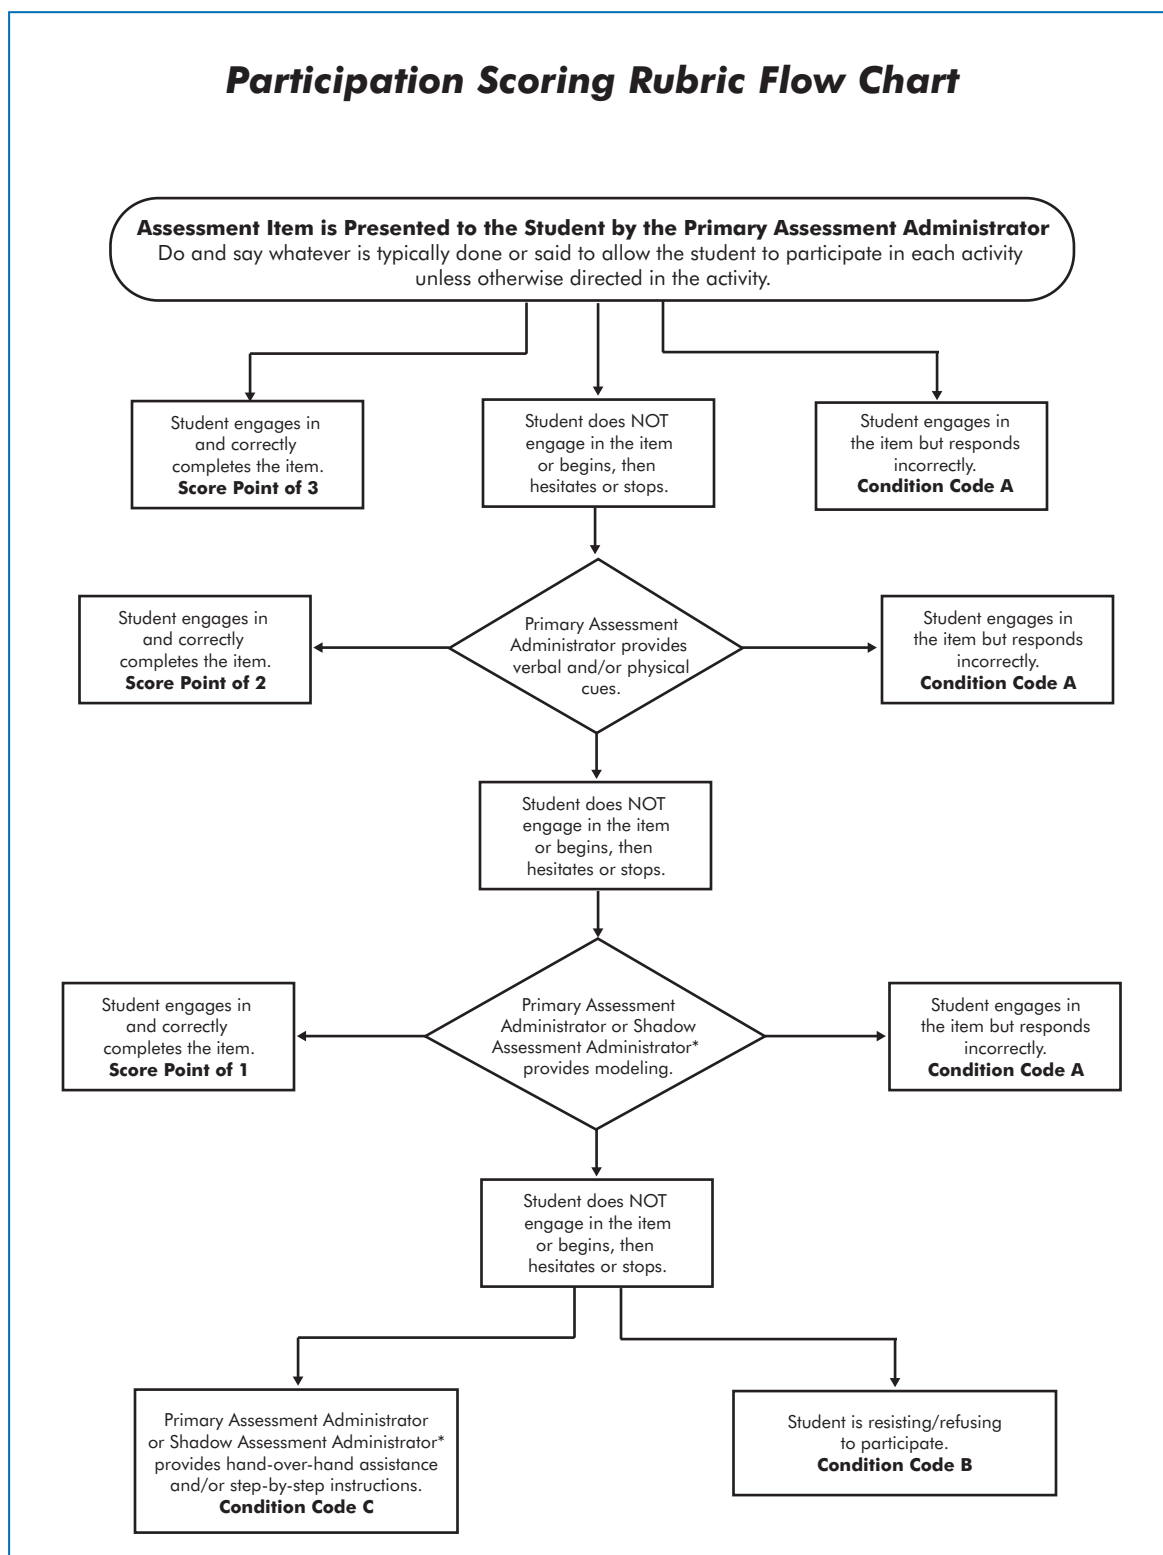 Participation Scoring Rubric Flow Chart
Assessment Item is Presented to the Student by the Primary Assessment Administrator
Do and say whatever is typically done or said to allow the student to participate in each activity
unless otherwise directed in the activity.
Student engages in
and correctly
completes the item.
Score Point of 3
Student does NOT
engage in the item
or begins, then
hesitates or stops.
Student engages in
the item but responds
incorrectly.
Condition Code A
Student engages in
and correctly
completes the item.
Score Point of 2
Primary Assessment
Administrator provides
verbal and/or physical
cues.
Student engages in
the item but responds
incorrectly.
Condition Code A
Student does NOT
engage in the item
or begins, then
hesitates or stops.
Student engages in
and correctly
completes the item.
Score Point of 1
Primary Assessment
Administrator or Shadow
Assessment Administrator*
provides modeling.
Student engages in
the item but responds
incorrectly.
Condition Code A
Student does NOT
engage in the item
or begins, then
hesitates or stops.
Primary Assessment Administrator
or Shadow Assessment Administrator*
provides hand-over-hand assistance
and/or step-by-step instructions.
Condition Code C
Student is resisting/refusing
to participate.
Condition Code B